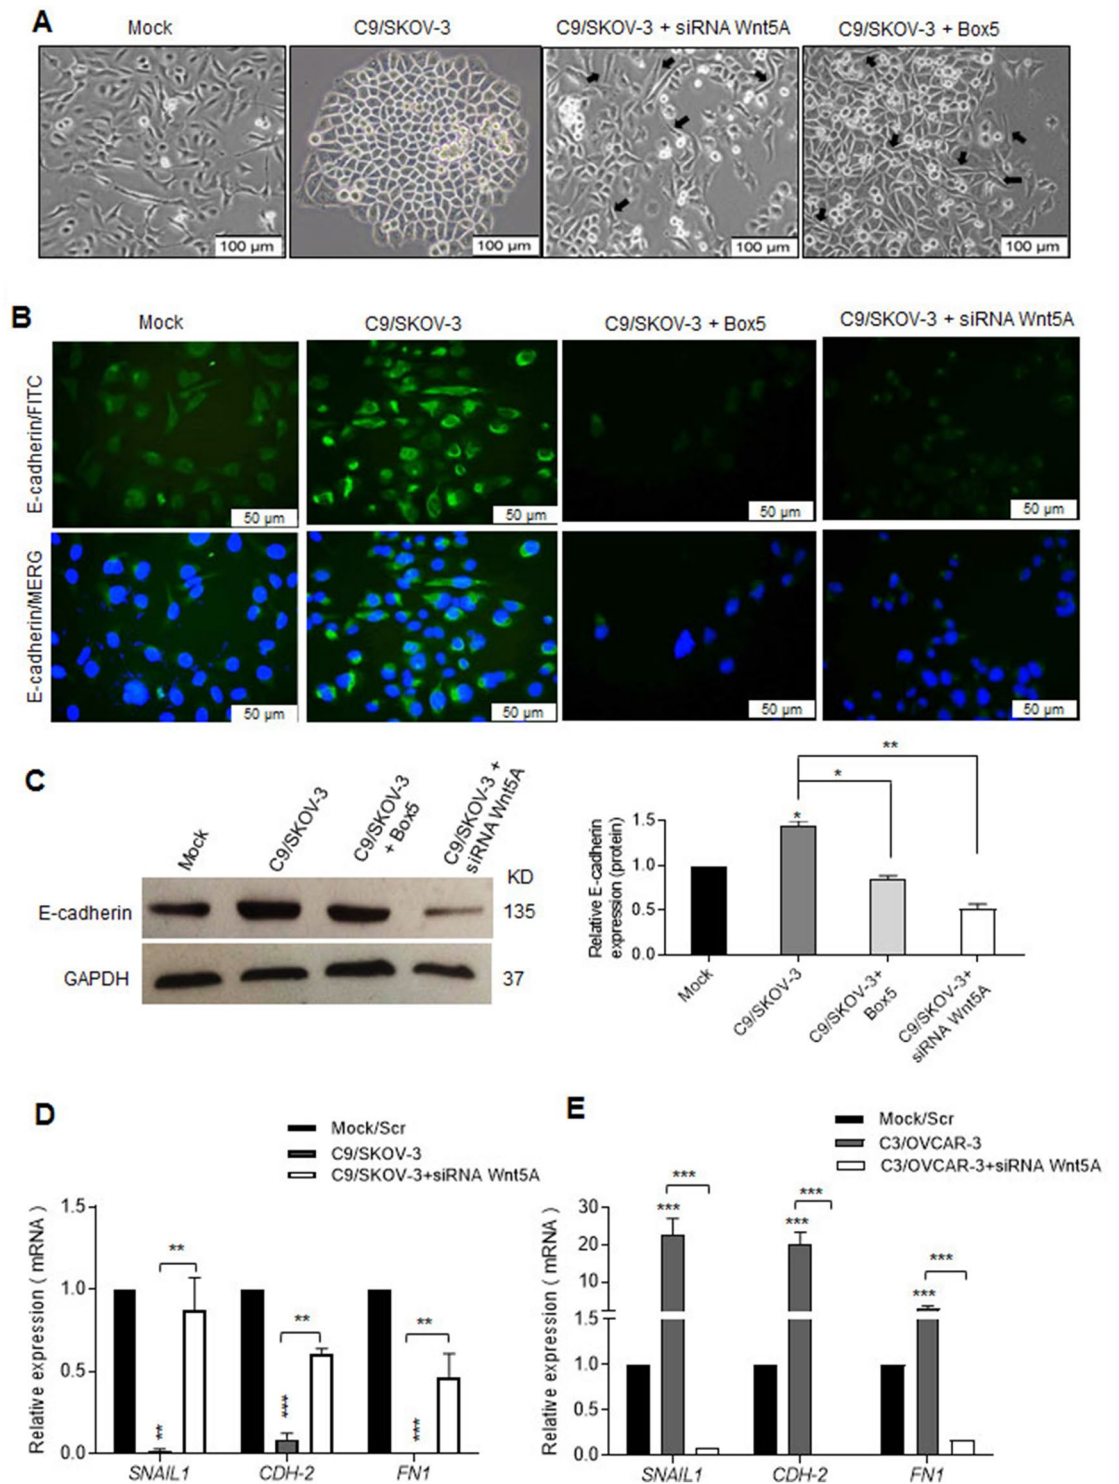 A
Mock
C9/SKOV-3
C9/SKOV-3 + siRNA Wnt5A
C9/SKOV-3 + Box5
100 µm
100 µm
100 µm
100 µm
B
Mock
C9/SKOV-3
C9/SKOV-3 + Box5
C9/SKOV-3 + siRNA Wnt5A
E-cadherin/FITC
50 µm
50 µm
50 µm
50 µm
E-cadherin/MERG
50 µm
50 µm
50 µm
50 µm
C
Mock
C9/SKOV-3
C9/SKOV-3
+ Box5
C9/SKOV-3 +
siRNA Wnt5A
KD
E-cadherin
135
GAPDH
37
**
*
*
Relative E-cadherin
expression (protein)
1.5
1.0
0.5
0.0
Mock
C9/SKOV-3
C9/SKOV-3+
Box5
C9/SKOV-3+
siRNA Wnt5A
D
Mock/Scr
C9/SKOV-3
C9/SKOV-3+siRNA Wnt5A
Relative expression ( mRNA )
1.5
1.0
0.5
0.0
**
**
**
**
***
***
SNAIL1
CDH-2
FN1
E
Mock/Scr
C3/OVCAR-3
C3/OVCAR-3+siRNA Wnt5A
Relative expression ( mRNA )
30
20
10
1.5
1.0
0.5
0.0
***
***
***
***
***
***
SNAIL1
CDH-2
FN1